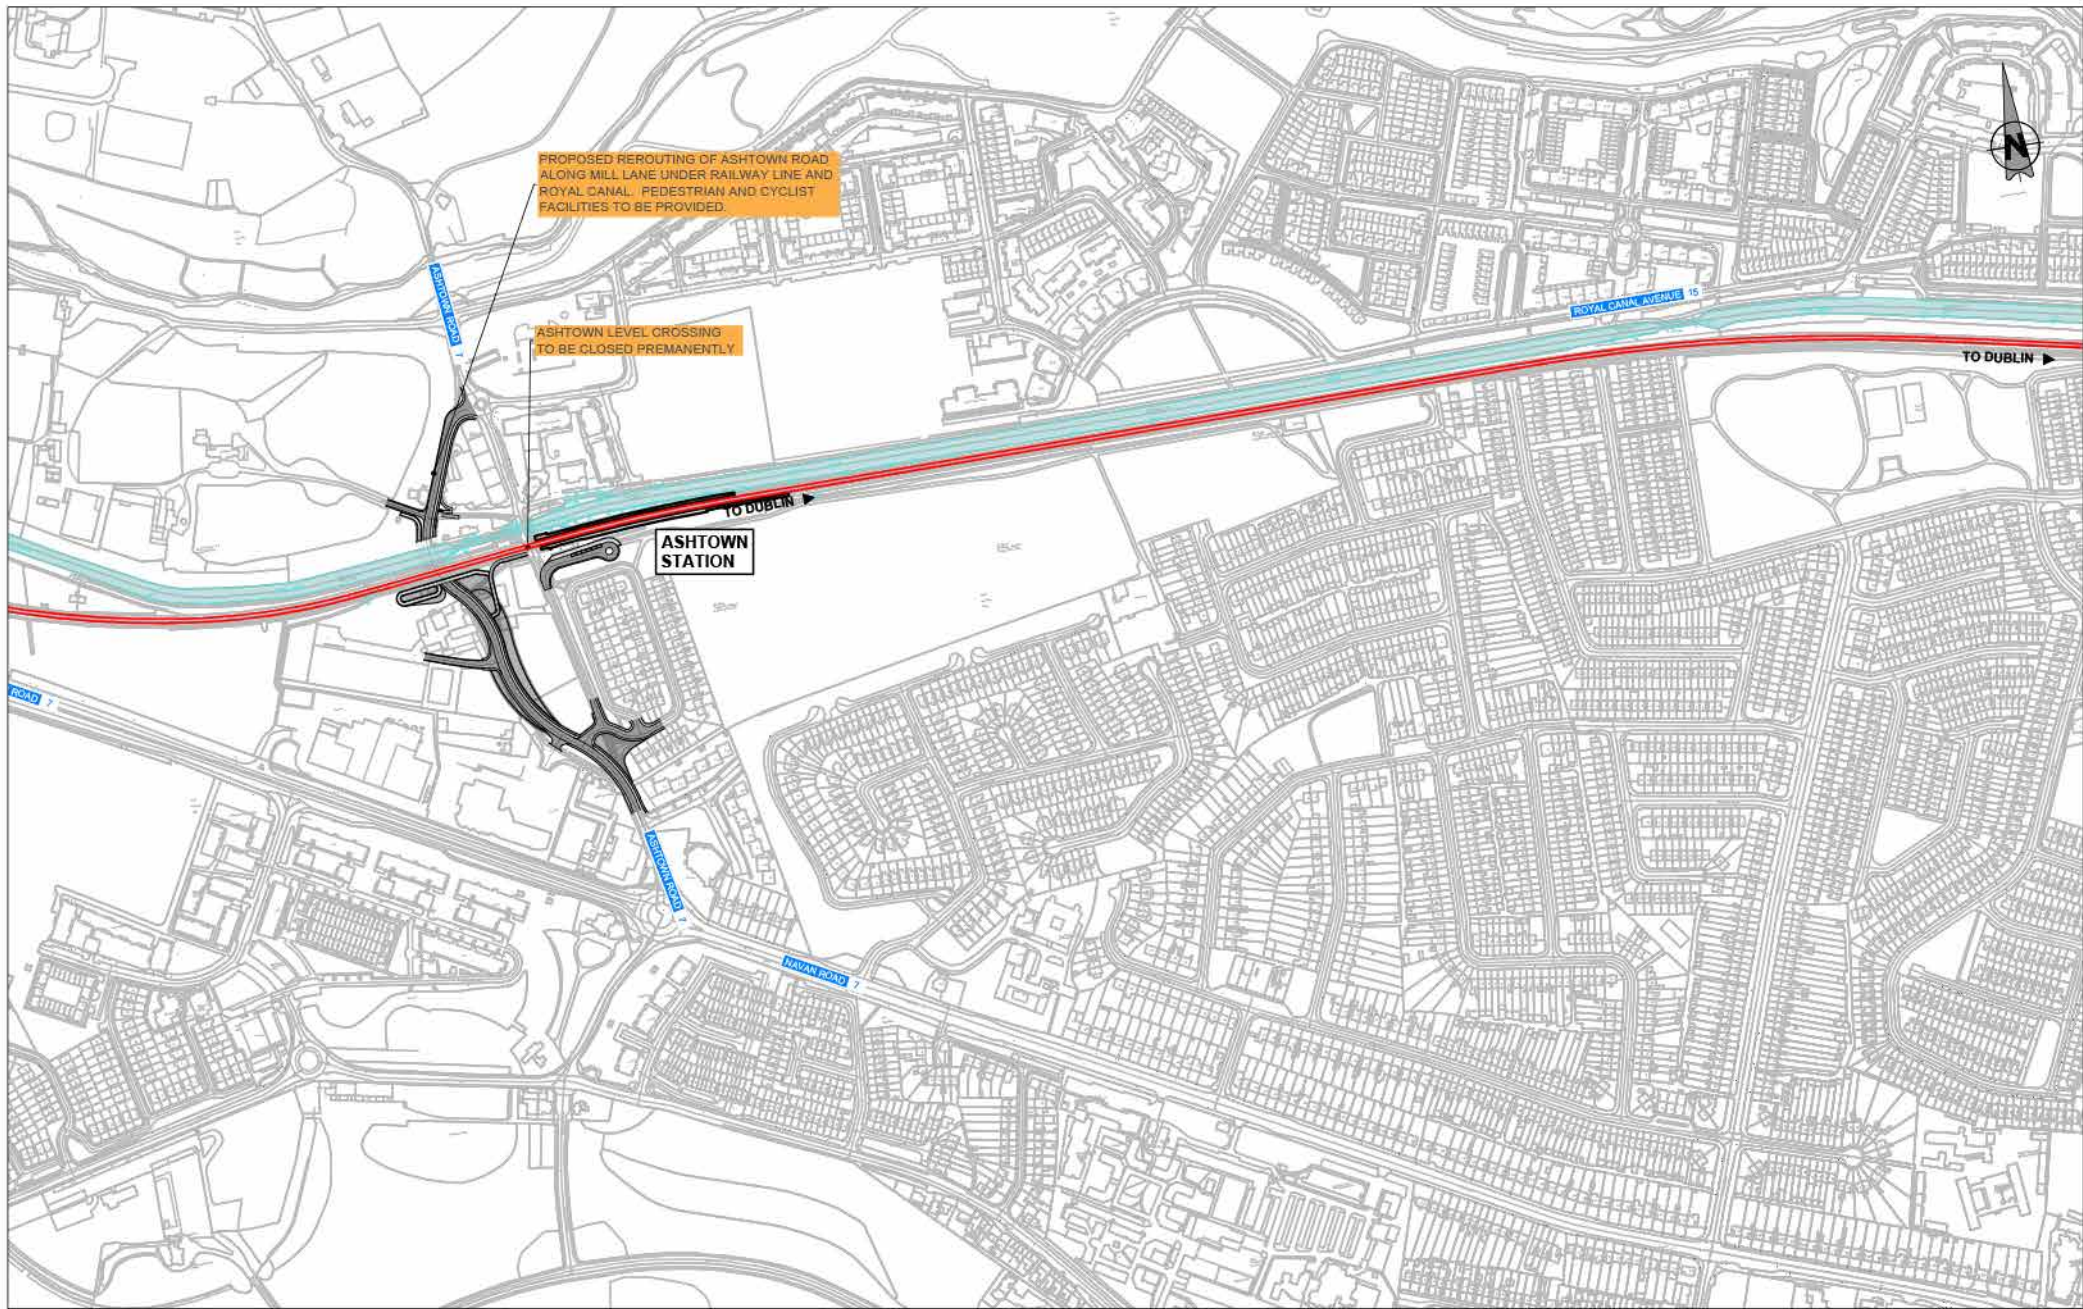 PROPOSED REROUTING OF ASHTOWN ROAD
ALONG MILL LANE UNDER RAILWAY LINE AND
ROYAL CANAL. PEDESTRIAN AND CYCLIST
FACILITIES TO BE PROVIDED.
N
ASHTOWN ROAD 7
ROYAL CANAL AVENUE 15
ASHTOWN LEVEL CROSSING
TO BE CLOSED PREMANENTLY
TO DUBLIN
TO DUBLIN
ASHTOWN
STATION
ROAD 7
ASHTOWN ROAD 7
NAVAN ROAD 7